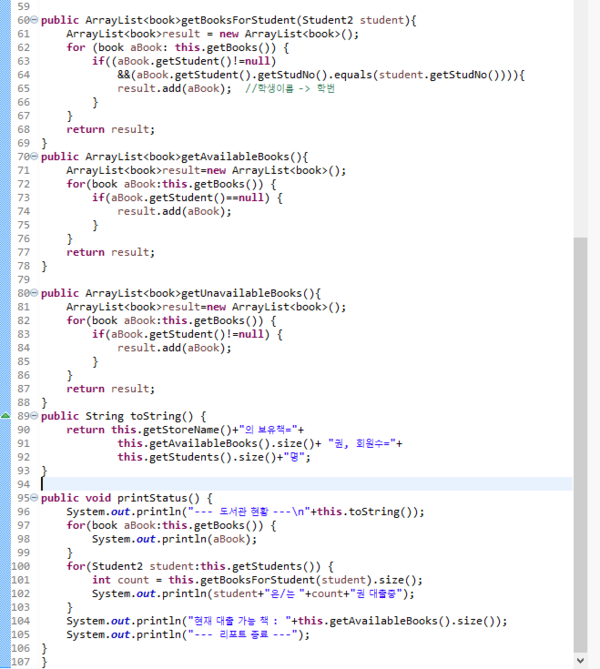 59
60 public ArrayList<book>getBooksForStudent(Student2 student){
61     ArrayList<book>result = new ArrayList<book>();
62     for (book aBook: this.getBooks()) {
63         if((aBook.getStudent()!=null)
64             &&(aBook.getStudent().getStudNo().equals(student.getStudNo()))){
65             result.add(aBook);  //학생이름 -> 학번
66         }
67     }
68     return result;
69 }
70 public ArrayList<book>getAvailableBooks(){
71     ArrayList<book>result=new ArrayList<book>();
72     for(book aBook:this.getBooks()) {
73         if(aBook.getStudent()==null) {
74             result.add(aBook);
75         }
76     }
77     return result;
78 }
79
80 public ArrayList<book>getUnavailableBooks(){
81     ArrayList<book>result=new ArrayList<book>();
82     for(book aBook:this.getBooks()) {
83         if(aBook.getStudent()!=null) {
84             result.add(aBook);
85         }
86     }
87     return result;
88 }
89 public String toString() {
90     return this.getStoreName()+"의 보유책="+
91             this.getAvailableBooks().size()+ "권, 회원수="+
92             this.getStudents().size()+"명";
93 }
94
95 public void printStatus() {
96     System.out.println("--- 도서관 현황 ---\n"+this.toString());
97     for(book aBook:this.getBooks()) {
98         System.out.println(aBook);
99     }
100     for(Student2 student:this.getStudents()) {
101         int count = this.getBooksForStudent(student).size();
102         System.out.println(student+"은/는 "+count+"권 대출중");
103     }
104     System.out.println("현재 대출 가능 책 : "+this.getAvailableBooks().size());
105     System.out.println("--- 리포트 종료 ---");
106 }
107 }